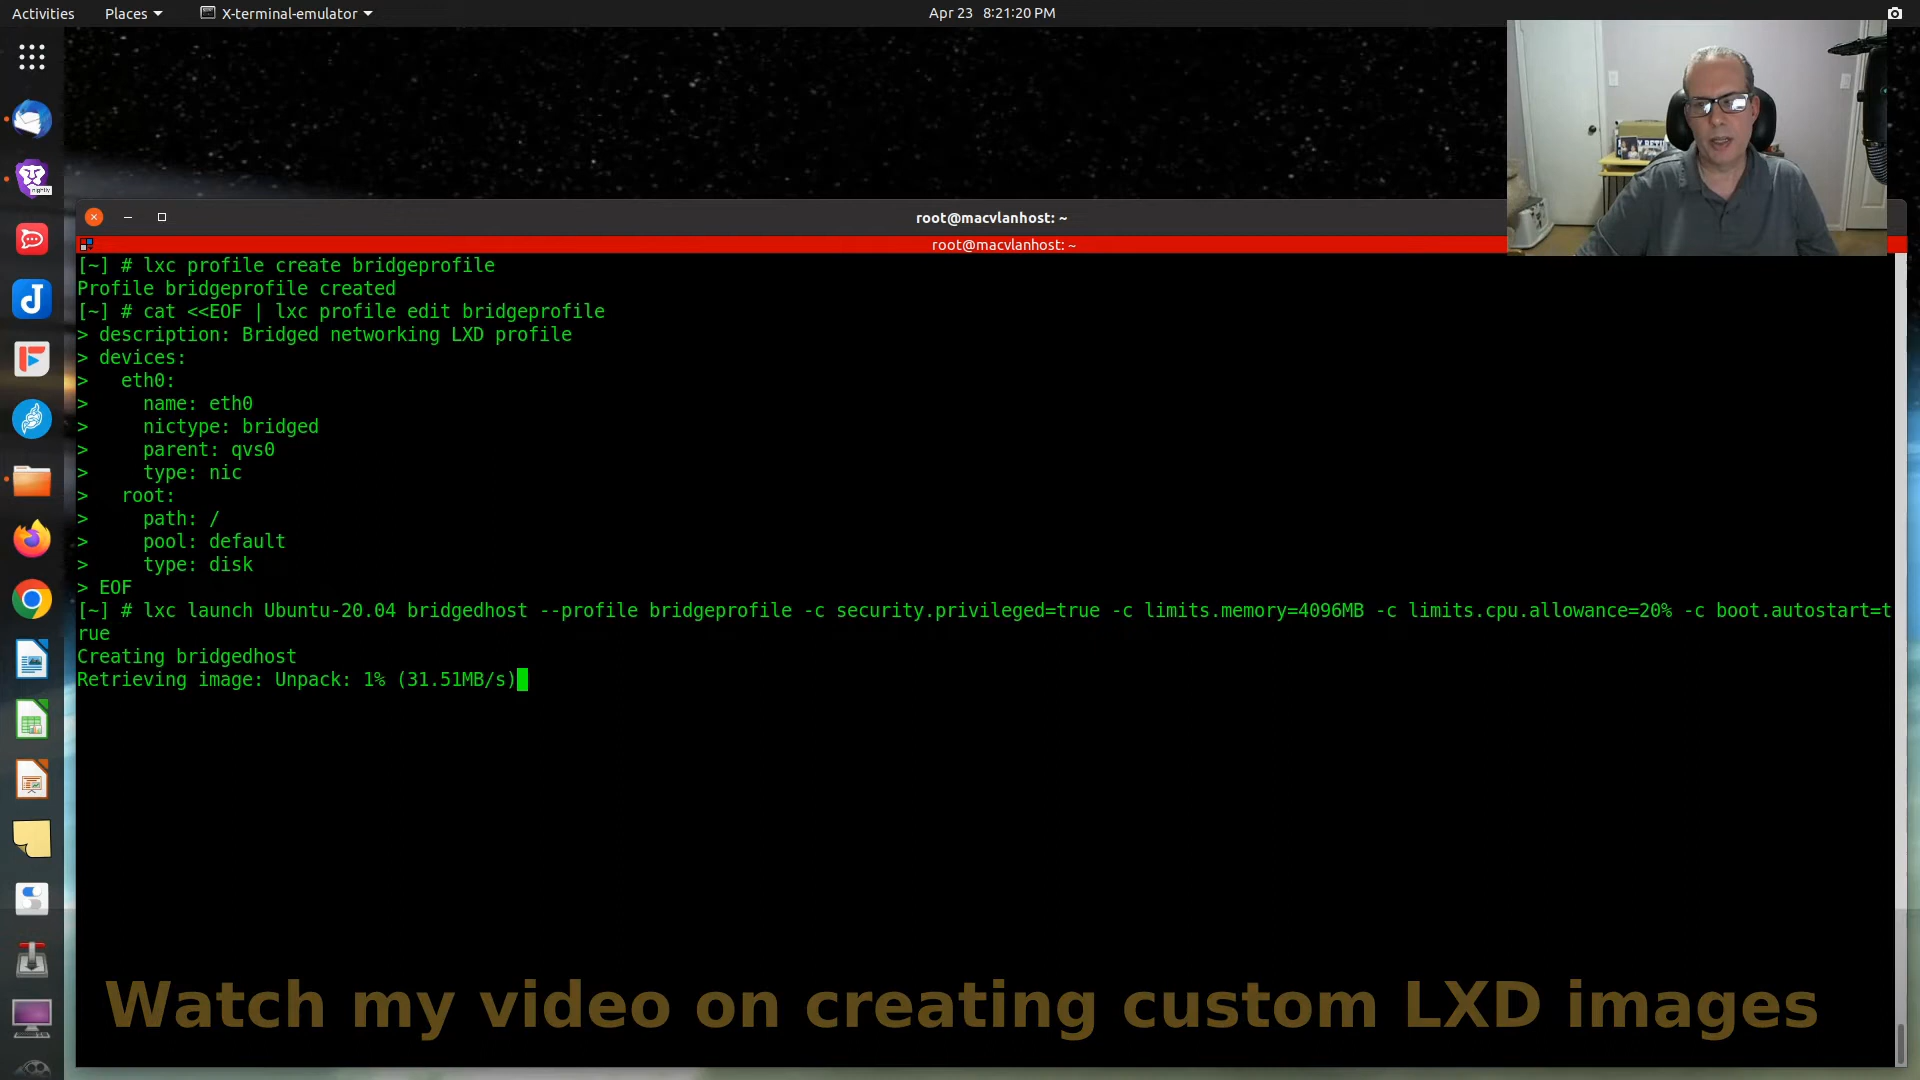 Activities Places X-terminal-emulator Apr 23 8:21:20 PM
nightly
root@macvlanhost: ~
root@macvlanhost: ~
[~] # lxc profile create bridgeprofile
Profile bridgeprofile created
[~] # cat <<EOF | lxc profile edit bridgeprofile
> description: Bridged networking LXD profile
> devices:
>   eth0:
>     name: eth0
>     nictype: bridged
>     parent: qvs0
>     type: nic
>   root:
>     path: /
>     pool: default
>     type: disk
> EOF
[~] # lxc launch Ubuntu-20.04 bridgedhost --profile bridgeprofile -c security.privileged=true -c limits.memory=4096MB -c limits.cpu.allowance=20% -c boot.autostart=t
rue
Creating bridgedhost
Retrieving image: Unpack: 1% (31.51MB/s)
Watch my video on creating custom LXD images